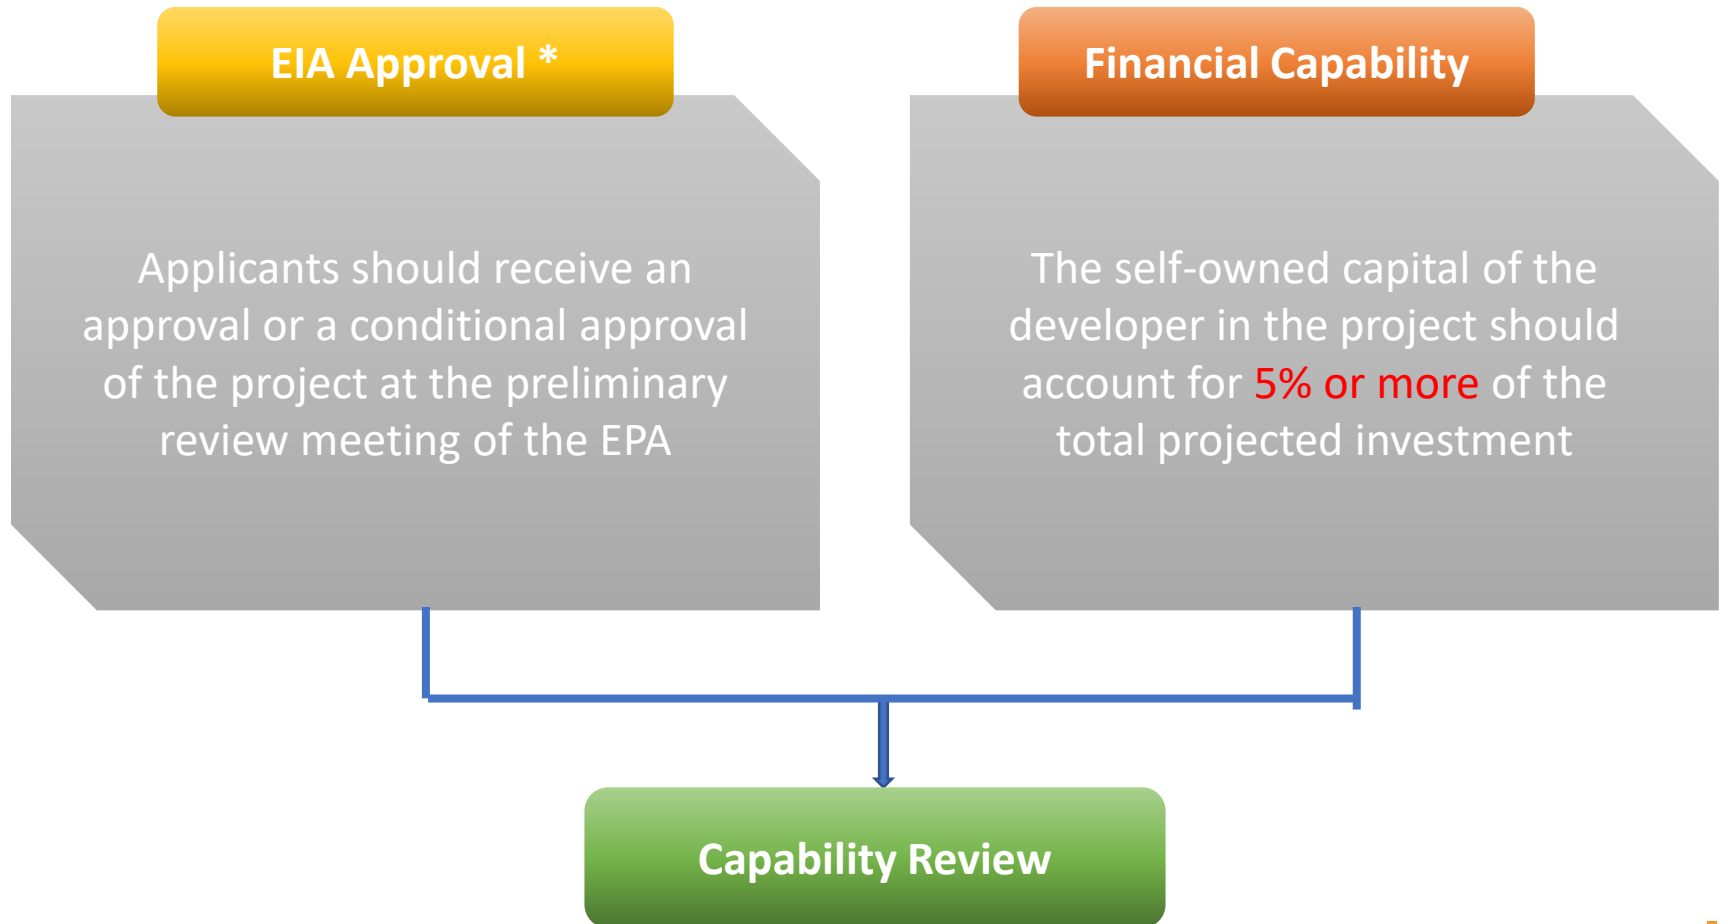 EIA Approval *
Applicants should receive an
approval or a conditional approval
of the project at the preliminary
review meeting of the EPA
Financial Capability
The self-owned capital of the
developer in the project should
account for 5% or more of the
total projected investment
Capability Review